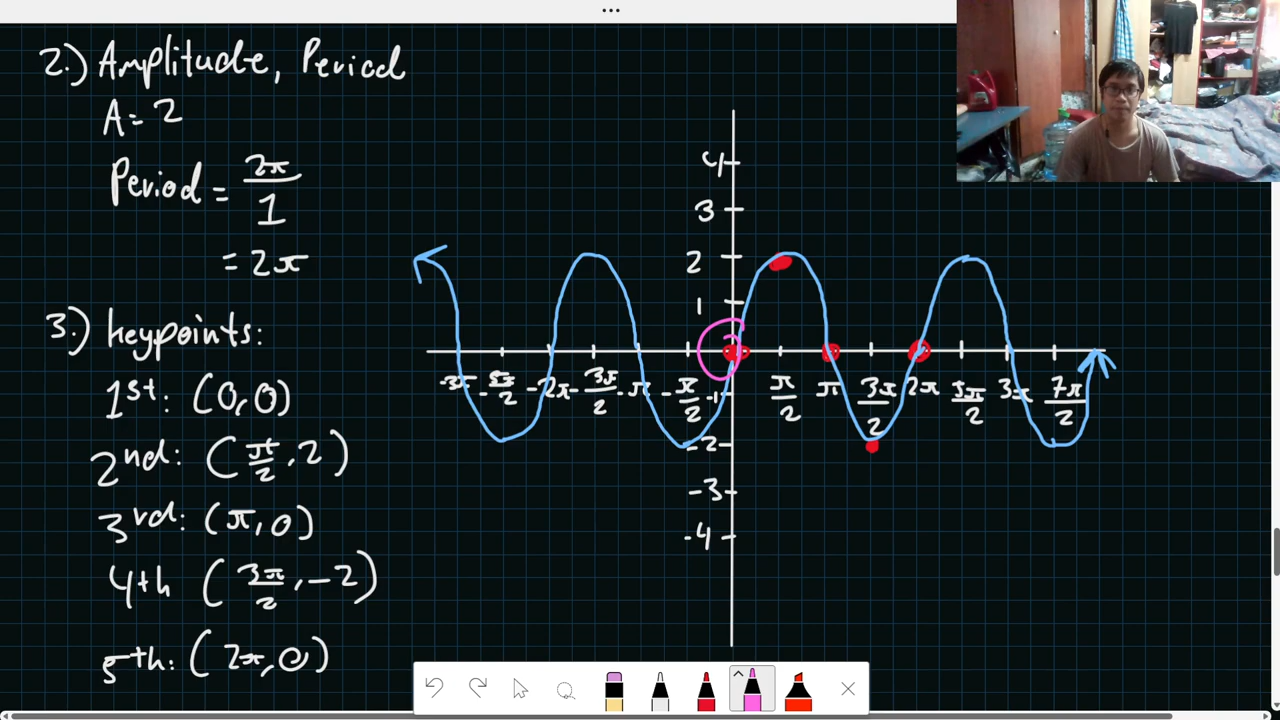 2.) Amplitude, Period
A = 2
Period = 2π/1
= 2π
3.) keypoints:
1st: (0,0)
2nd: (π/2, 2)
3rd: (π, 0)
4th (3π/2, -2)
5th: (2π, 0)
4
3
2
1
-3π -5π/2 -2π -3π/2 -π -π/2 π/2 π 3π/2 2π 5π/2 3π 7π/2
-1
-2
-3
-4